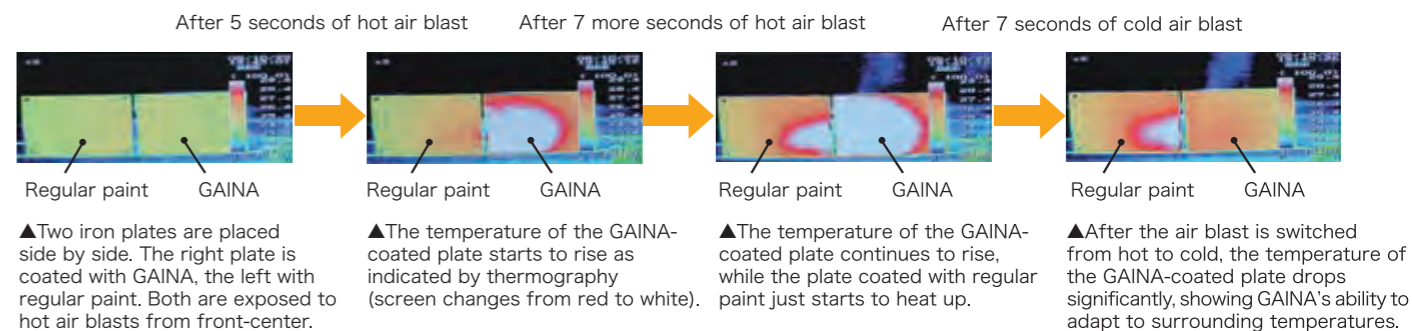 After 5 seconds of hot air blast
After 7 more seconds of hot air blast
After 7 seconds of cold air blast
Regular paint
GAINA
Regular paint
GAINA
Regular paint
GAINA
Regular paint
GAINA
▲Two iron plates are placed
side by side. The right plate is
coated with GAINA, the left with
regular paint. Both are exposed to
hot air blasts from front-center.
▲The temperature of the GAINA-
coated plate starts to rise as
indicated by thermography
(screen changes from red to white).
▲The temperature of the GAINA-
coated plate continues to rise,
while the plate coated with regular
paint just starts to heat up.
▲After the air blast is switched
from hot to cold, the temperature of
the GAINA-coated plate drops
significantly, showing GAINA’s ability to
adapt to surrounding temperatures.